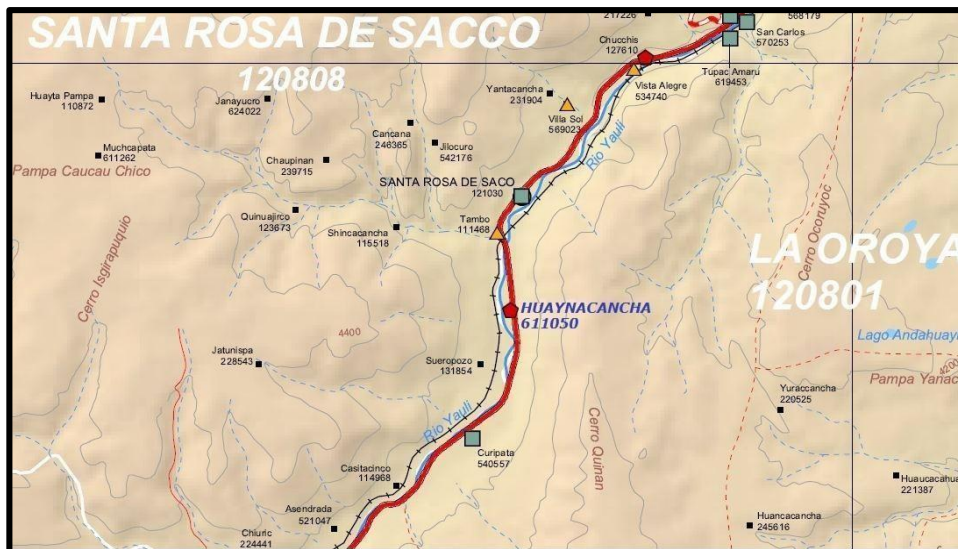 SANTA ROSA DE SACCO
120808
217226
568179
San Carlos
570253
Chucchis
127610
Tupac Amaru
619453
Vista Alegre
534740
Huayta Pampa
110872
Janayucro
624022
Yantacancha
231904
Villa Sol
569023
Cancana
246365
Jilocuro
542176
Muchcapata
611262
Pampa Caucau Chico
Chaupinan
239715
Rio Yauli
SANTA ROSA DE SACO
121030
Quinuajirco
123673
Shincacancha
115518
Tambo
111468
Cerro Isgirapuquio
Cerro Ocoruyoc
LA OROYA
120801
HUAYNACANCHA
611050
4400
Jatunispa
228543
Sueropozo
131854
Lago Andahuay
4200
Pampa Yanac
Yuraccancha
220525
Rio Yauli
Curipata
540557
Cerro Quinan
Casitacinco
114968
Huaucacahua
221387
Asendrada
521047
Huancacancha
245616
Chiuric
224441